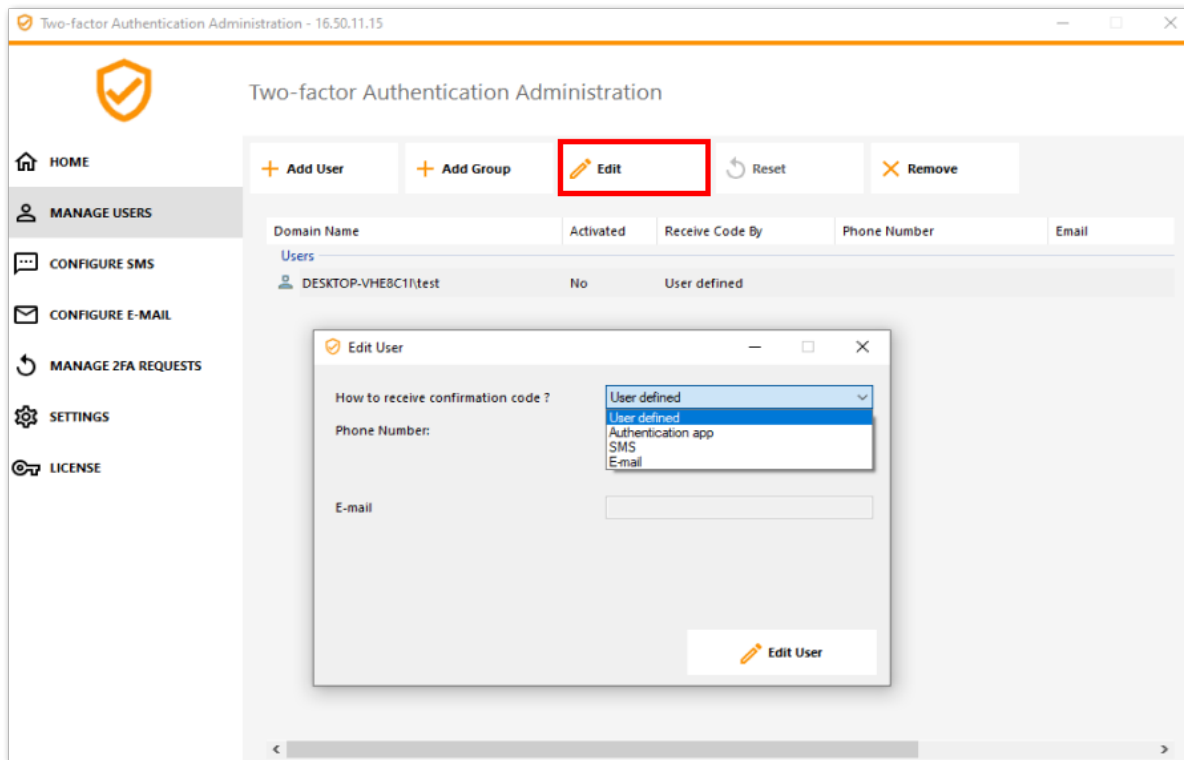 Two-factor Authentication Administration - 16.50.11.15
Two-factor Authentication Administration
HOME
MANAGE USERS
CONFIGURE SMS
CONFIGURE E-MAIL
MANAGE 2FA REQUESTS
SETTINGS
LICENSE
Add User Add Group Edit Reset Remove
Domain Name Activated Receive Code By Phone Number Email
Users
DESKTOP-VHE8C1I\test No User defined
Edit User
How to receive confirmation code ? User defined
User defined
Phone Number: Authentication app
SMS
E-mail
E-mail
Edit User